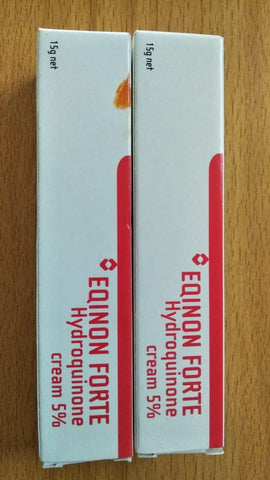 15g net
EQINON FORTE
Hydroquinone
cream 5%
15g net
EQINON FORTE
Hydroquinone
cream 5%